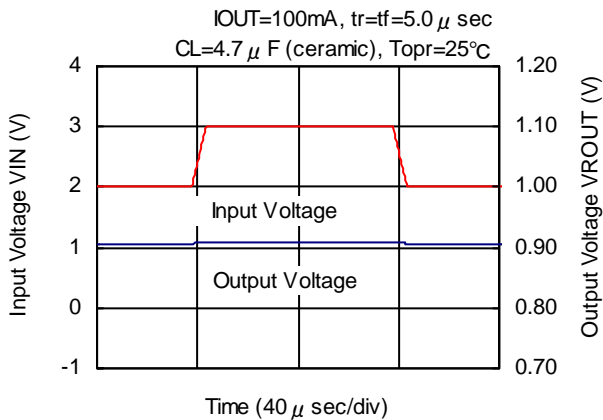 IOUT=100mA, tr=tf=5.0 μ sec
CL=4.7 μ F (ceramic), Topr=25℃
4
3
2
1
0
-1
Input Voltage VIN (V)
1.20
1.10
1.00
0.90
0.80
0.70
Output Voltage VROUT (V)
Input Voltage
Output Voltage
Time (40 μ sec/div)